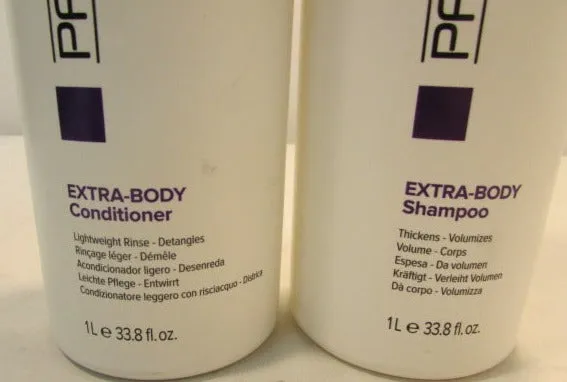 PA
EXTRA-BODY
Conditioner
Lightweight Rinse - Detangles
Rinçage léger - Démêle
Acondicionador ligero - Desenreda
Leichte Pflege - Entwirrt
Condizionatore leggero con risciacquo - Districa
1L e 33.8 fl.oz.
PA
EXTRA-BODY
Shampoo
Thickens - Volumizes
Volume - Corps
Espesa - Da volumen
Kräftigt - Verleiht Volumen
Dà corpo - Volumizza
1L e 33.8 fl.oz.